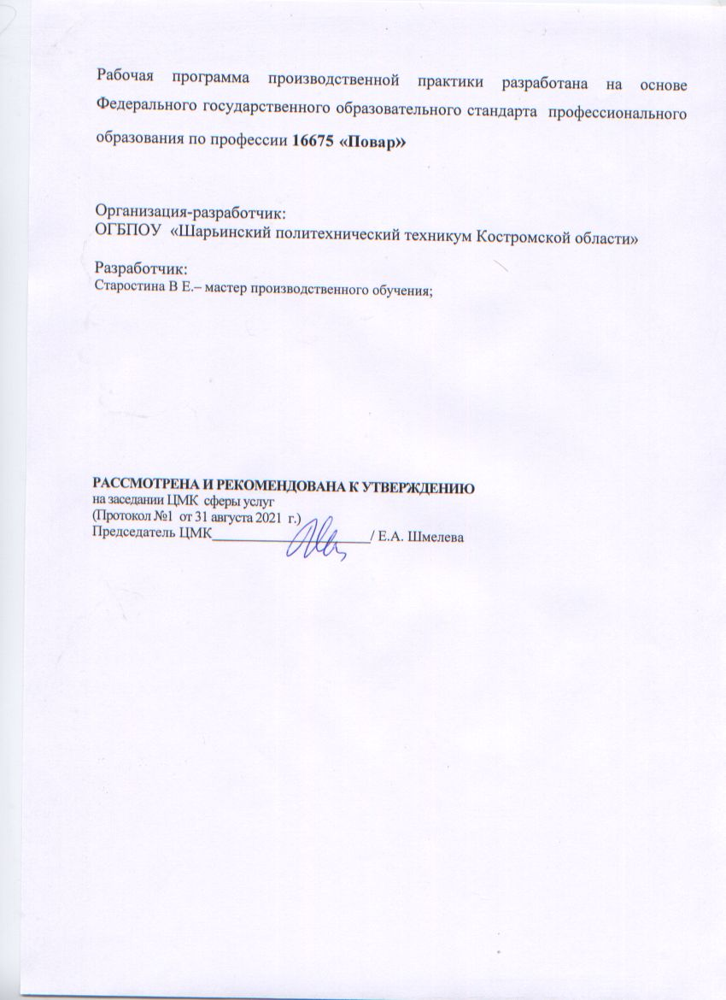 Рабочая программа производственной практики разработана на основе
Федерального государственного образовательного стандарта профессионального
образования по профессии 16675 «Повар»
Организация-разработчик:
ОГБПОУ «Шарьинский политехнический техникум Костромской области»
Разработчик:
Старостина В Е.– мастер производственного обучения;
РАССМОТРЕНА И РЕКОМЕНДОВАНА К УТВЕРЖДЕНИЮ
на заседании ЦМК сферы услуг
(Протокол №1 от 31 августа 2021 г.)
Председатель ЦМК______________________/ Е.А. Шмелева